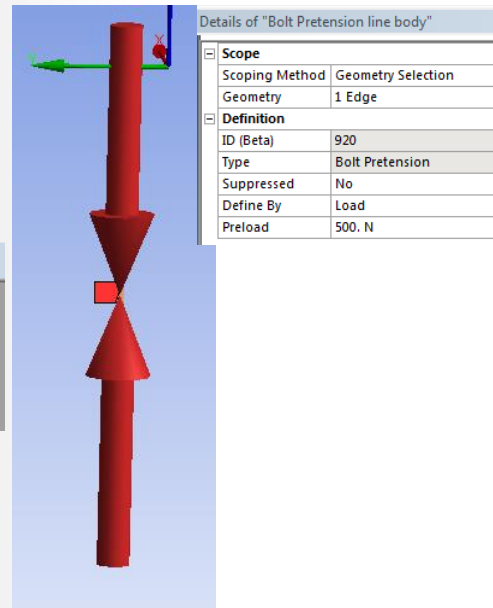 Details of "Bolt Pretension line body"
Scope
Scoping Method Geometry Selection
Geometry 1 Edge
Definition
ID (Beta) 920
Type Bolt Pretension
Suppressed No
Define By Load
Preload 500. N
Y
X